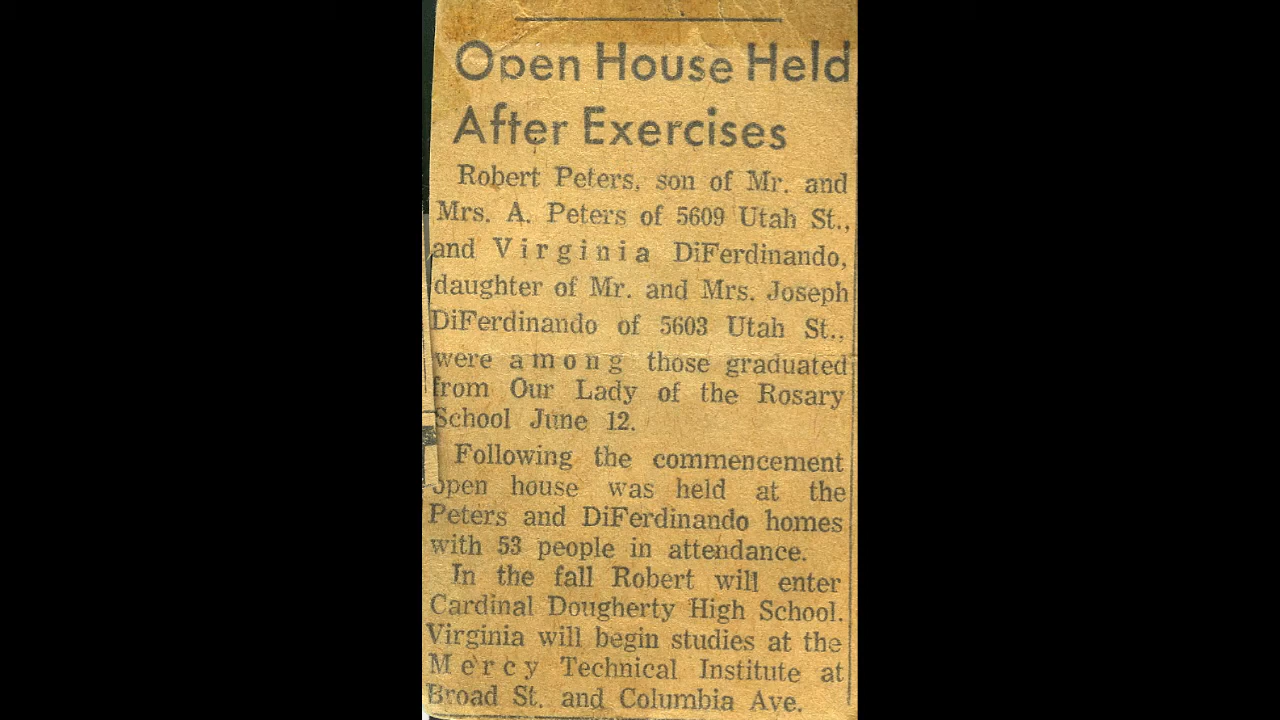 Open House Held
After Exercises
Robert Peters, son of Mr. and
Mrs. A. Peters of 5609 Utah St.,
and Virginia DiFerdinando,
daughter of Mr. and Mrs. Joseph
DiFerdinando of 5603 Utah St.,
were among those graduated
from Our Lady of the Rosary
School June 12.
Following the commencement
open house was held at the
Peters and DiFerdinando homes
with 53 people in attendance.
In the fall Robert will enter
Cardinal Dougherty High School.
Virginia will begin studies at the
Mercy Technical Institute at
Broad St. and Columbia Ave.